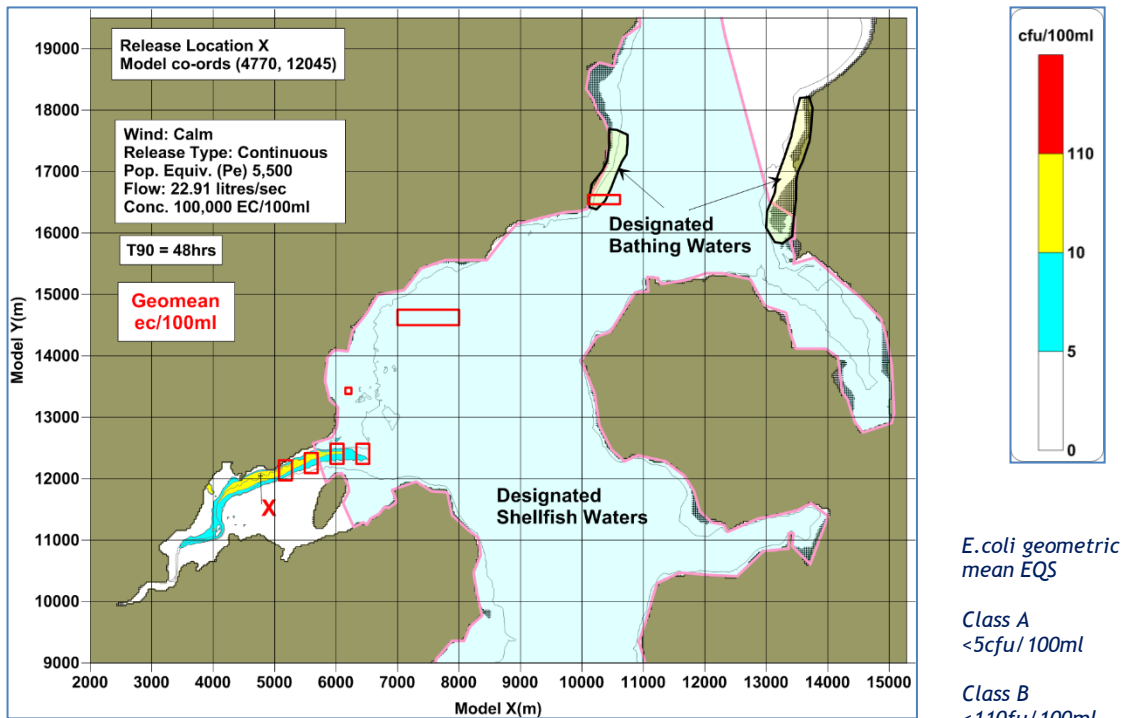 Release Location X
Model co-ords (4770, 12045)
Wind: Calm
Release Type: Continuous
Pop. Equiv. (Pe) 5,500
Flow: 22.91 litres/sec
Conc. 100,000 EC/100ml
T90 = 48hrs
Geomean
ec/100ml
Designated
Bathing Waters
Designated
Shellfish Waters
X
Model Y(m)
19000
18000
17000
16000
15000
14000
13000
12000
11000
10000
9000
2000 3000 4000 5000 6000 7000 8000 9000 10000 11000 12000 13000 14000 15000
Model X(m)
cfu/100ml
110
10
5
0
E.coli geometric
mean EQS
Class A
<5cfu/100ml
Class B
<110fu/100ml